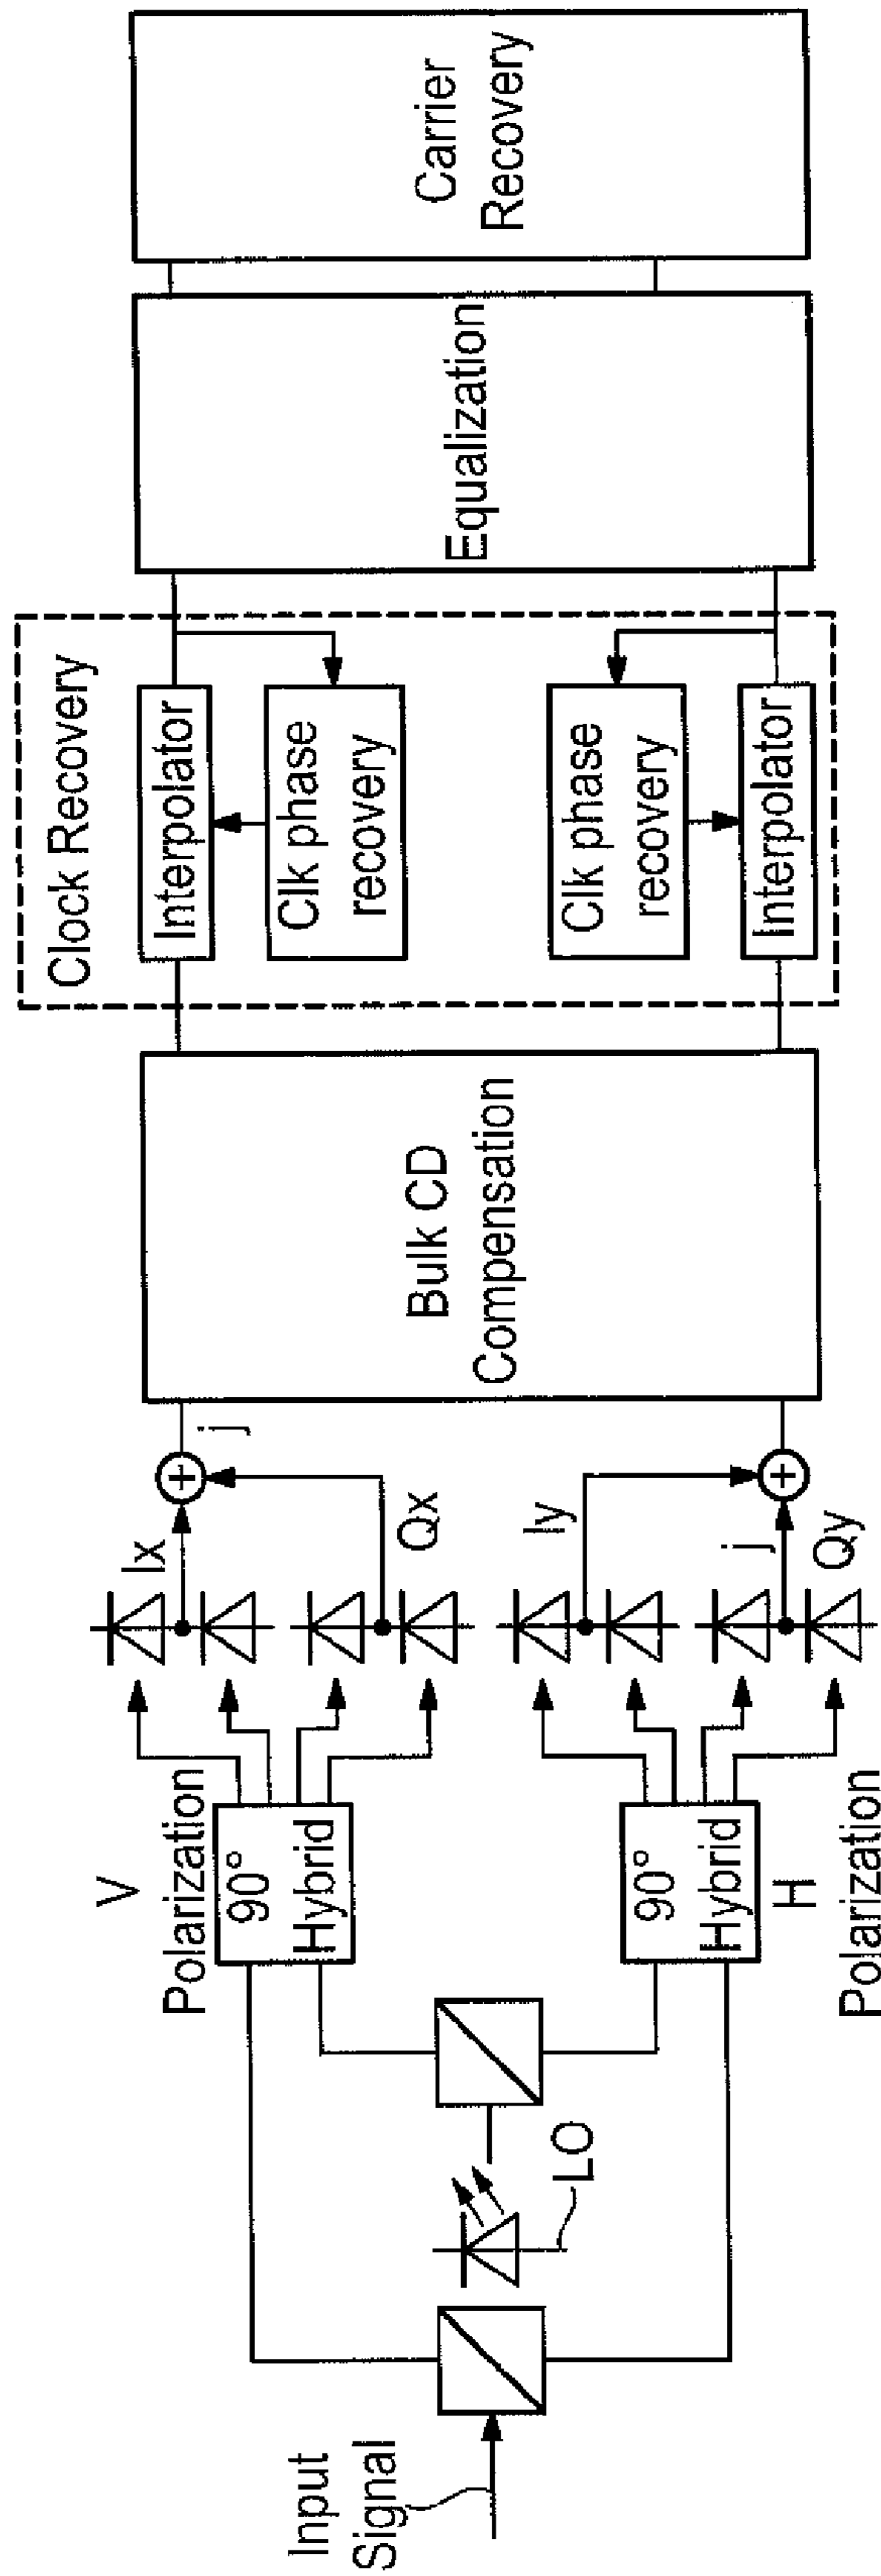 Input
Signal
LO
V
Polarization
90°
Hybrid
90°
Hybrid
H
Polarization
Ix
Qx
j
Iy
j
Qy
Bulk CD
Compensation
Clock Recovery
Interpolator
Clk phase
recovery
Clk phase
recovery
Interpolator
Equalization
Carrier
Recovery